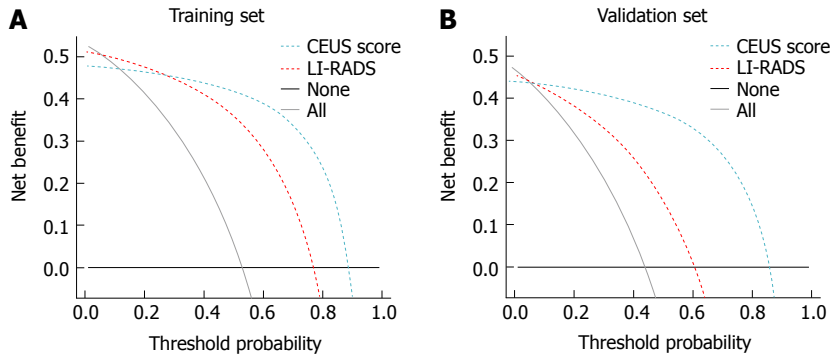 A
Training set
CEUS score
LI-RADS
None
All
Net benefit
0.5
0.4
0.3
0.2
0.1
0.0
0.0 0.2 0.4 0.6 0.8 1.0
Threshold probability
B
Validation set
CEUS score
LI-RADS
None
All
Net benefit
0.5
0.4
0.3
0.2
0.1
0.0
0.0 0.2 0.4 0.6 0.8 1.0
Threshold probability